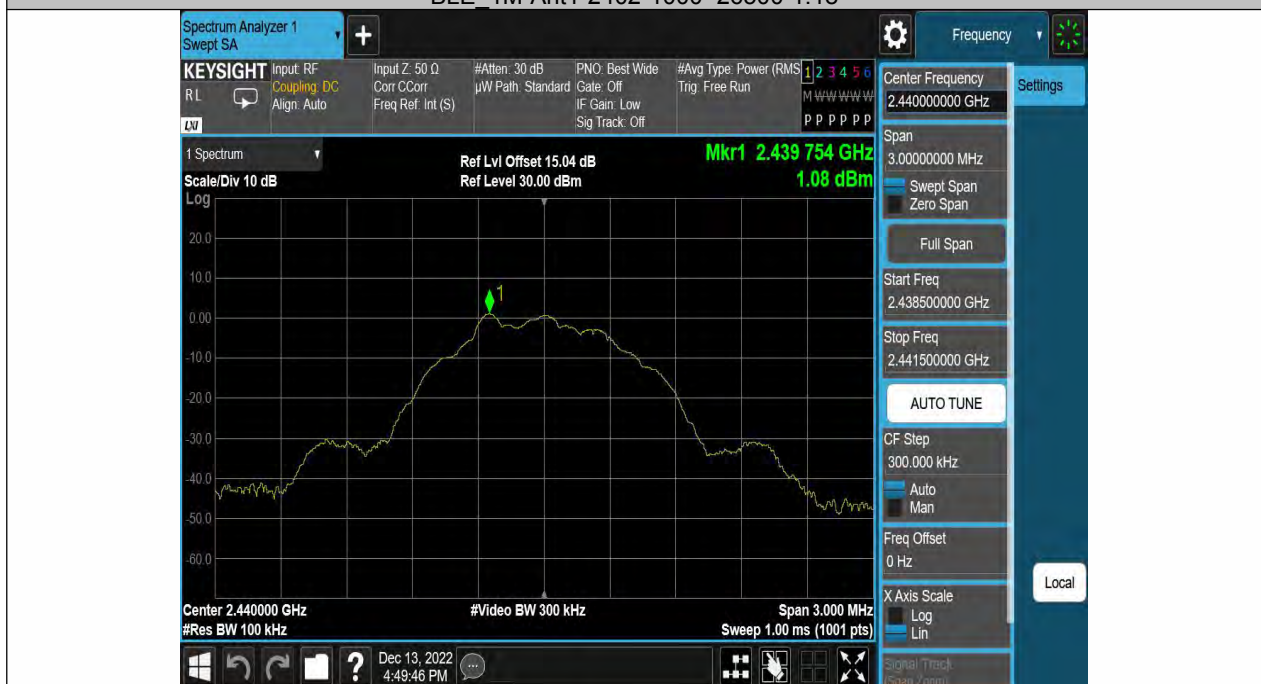 Spectrum Analyzer 1
Swept SA
Frequency
KEYSIGHT
RL
LXI
Input: RF
Coupling: DC
Align: Auto
Input Z: 50 Ω
Corr CCorr
Freq Ref: Int (S)
#Atten: 30 dB
µW Path: Standard
PNO: Best Wide
Gate: Off
IF Gain: Low
Sig Track: Off
#Avg Type: Power (RMS
Trig: Free Run
1 2 3 4 5 6
M W W W W W
P P P P P P
1 Spectrum
Scale/Div 10 dB
Log
Ref Lvl Offset 15.04 dB
Ref Level 30.00 dBm
Mkr1 2.439 754 GHz
1.08 dBm
20.0
10.0
0.00
-10.0
-20.0
-30.0
-40.0
-50.0
-60.0
1
Center 2.440000 GHz
#Res BW 100 kHz
#Video BW 300 kHz
Span 3.000 MHz
Sweep 1.00 ms (1001 pts)
?
Dec 13, 2022
4:49:46 PM
Center Frequency
2.440000000 GHz
Settings
Span
3.00000000 MHz
Swept Span
Zero Span
Full Span
Start Freq
2.438500000 GHz
Stop Freq
2.441500000 GHz
AUTO TUNE
CF Step
300.000 kHz
Auto
Man
Freq Offset
0 Hz
X Axis Scale
Log
Lin
Local
Signal Track
(Span Zoom)